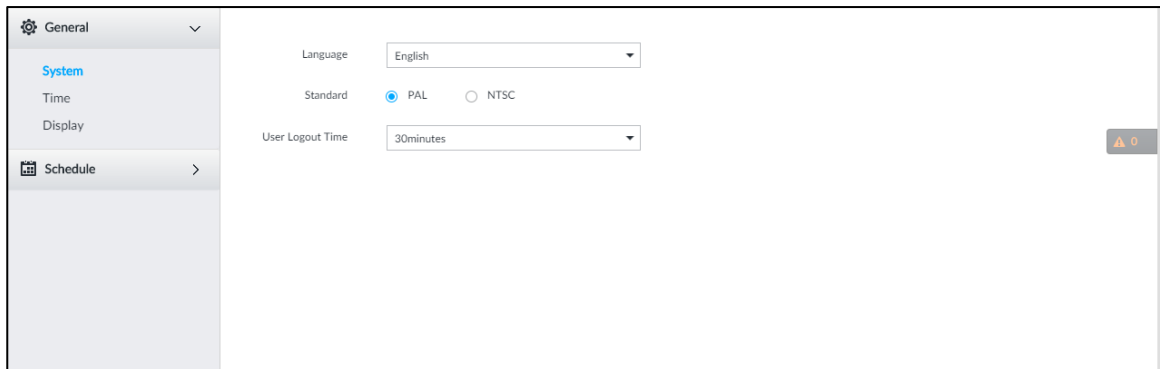 General
System
Time
Display
Schedule
Language English
Standard PAL NTSC
User Logout Time 30minutes
0